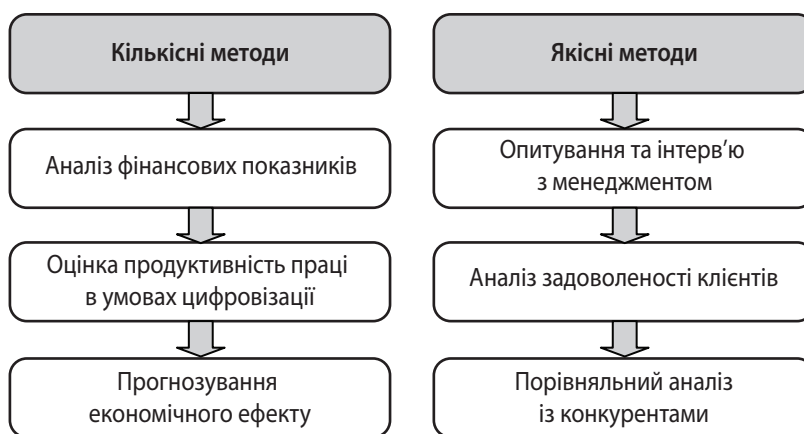 Кількісні методи
Аналіз фінансових показників
Оцінка продуктивність праці
в умовах цифровізації
Прогнозування
економічного ефекту
Якісні методи
Опитування та інтерв’ю
з менеджментом
Аналіз задоволеності клієнтів
Порівняльний аналіз
із конкурентами